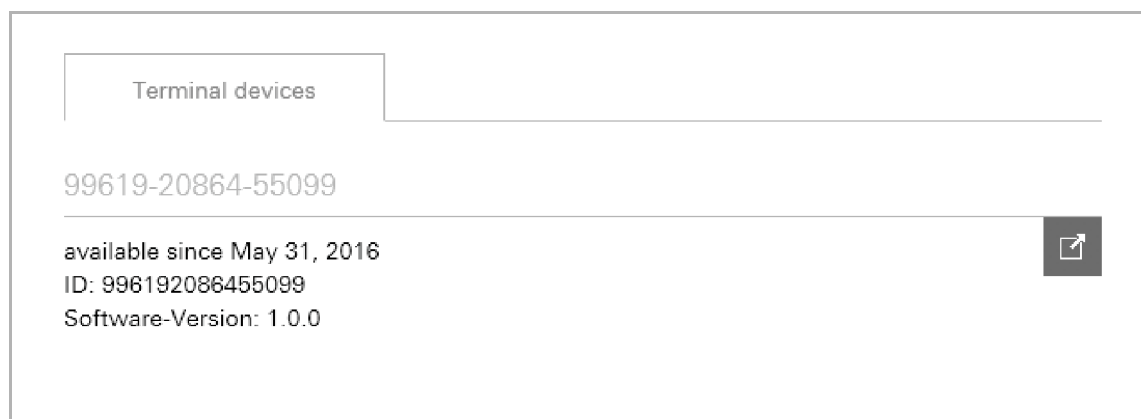 Terminal devices
99619-20864-55099
available since May 31, 2016
ID: 996192086455099
Software-Version: 1.0.0